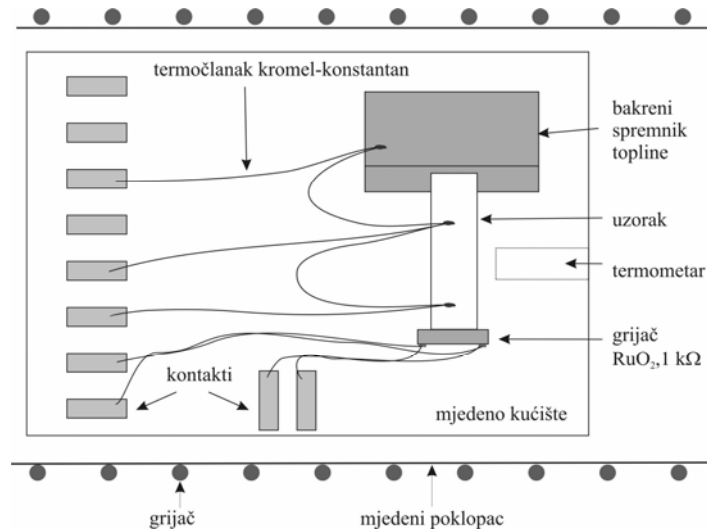 termočlanak kromel-konstantan
bakreni
spremnik
topline
uzorak
termometar
grijač
RuO₂,1 kΩ
kontakti
mjedeno kućište
grijač
mjedeni poklopac